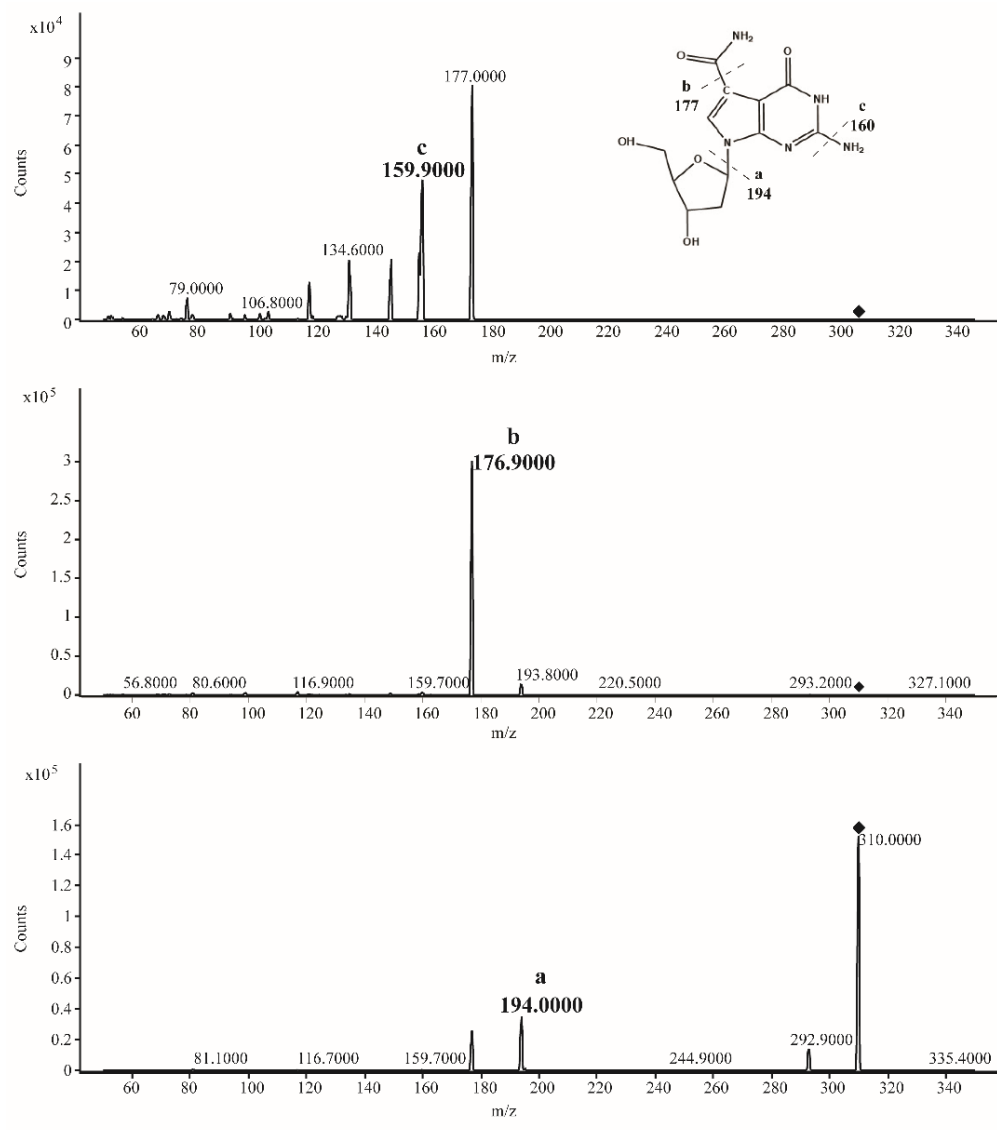 x10⁴
9
8
7
6
5
4
3
2
1
0
Counts
79.0000
106.8000
134.6000
c
159.9000
177.0000
60 80 100 120 140 160 180 200 220 240 260 280 300 320 340
m/z
NH₂
O
O
b
177
C
NH
c
160
N
N
NH₂
OH
O
a
194
OH
x10⁵
3
2.5
2
1.5
1
0.5
0
Counts
b
176.9000
56.8000 80.6000 116.9000 159.7000 193.8000 220.5000 293.2000 327.1000
60 80 100 120 140 160 180 200 220 240 260 280 300 320 340
m/z
x10⁵
1.6
1.4
1.2
1
0.8
0.6
0.4
0.2
0
Counts
310.0000
a
194.0000
292.9000
81.1000 116.7000 159.7000 244.9000 335.4000
60 80 100 120 140 160 180 200 220 240 260 280 300 320 340
m/z